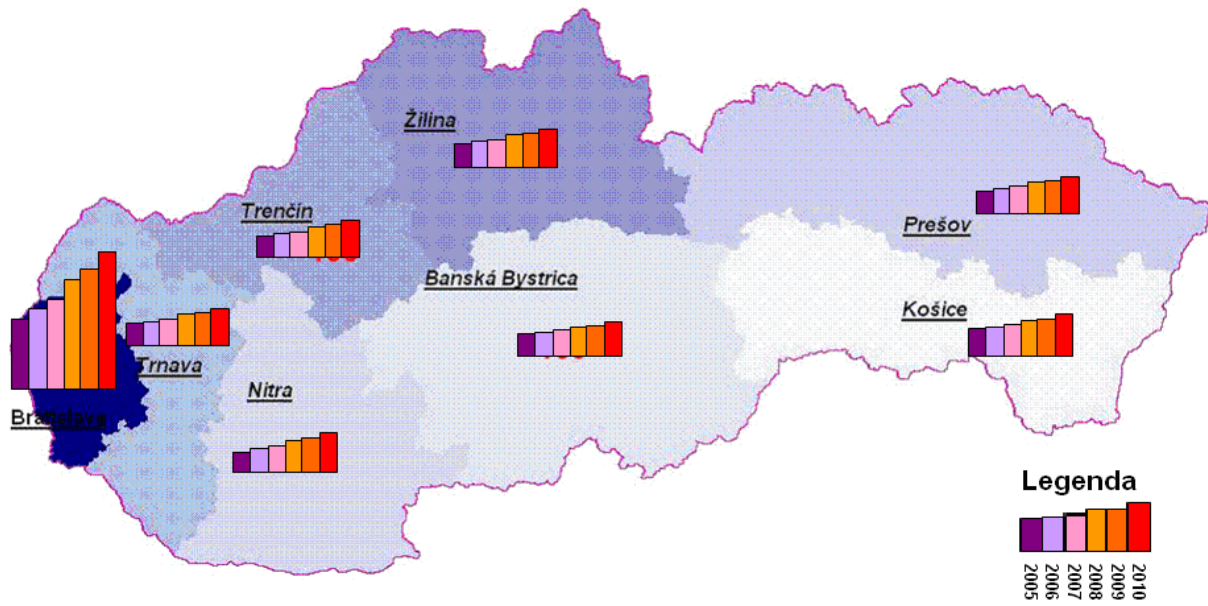 Žilina
Trenčín
Prešov
Banská Bystrica
Košice
Trnava
Nitra
Bratislava
Legenda
2005
2006
2007
2008
2009
2010